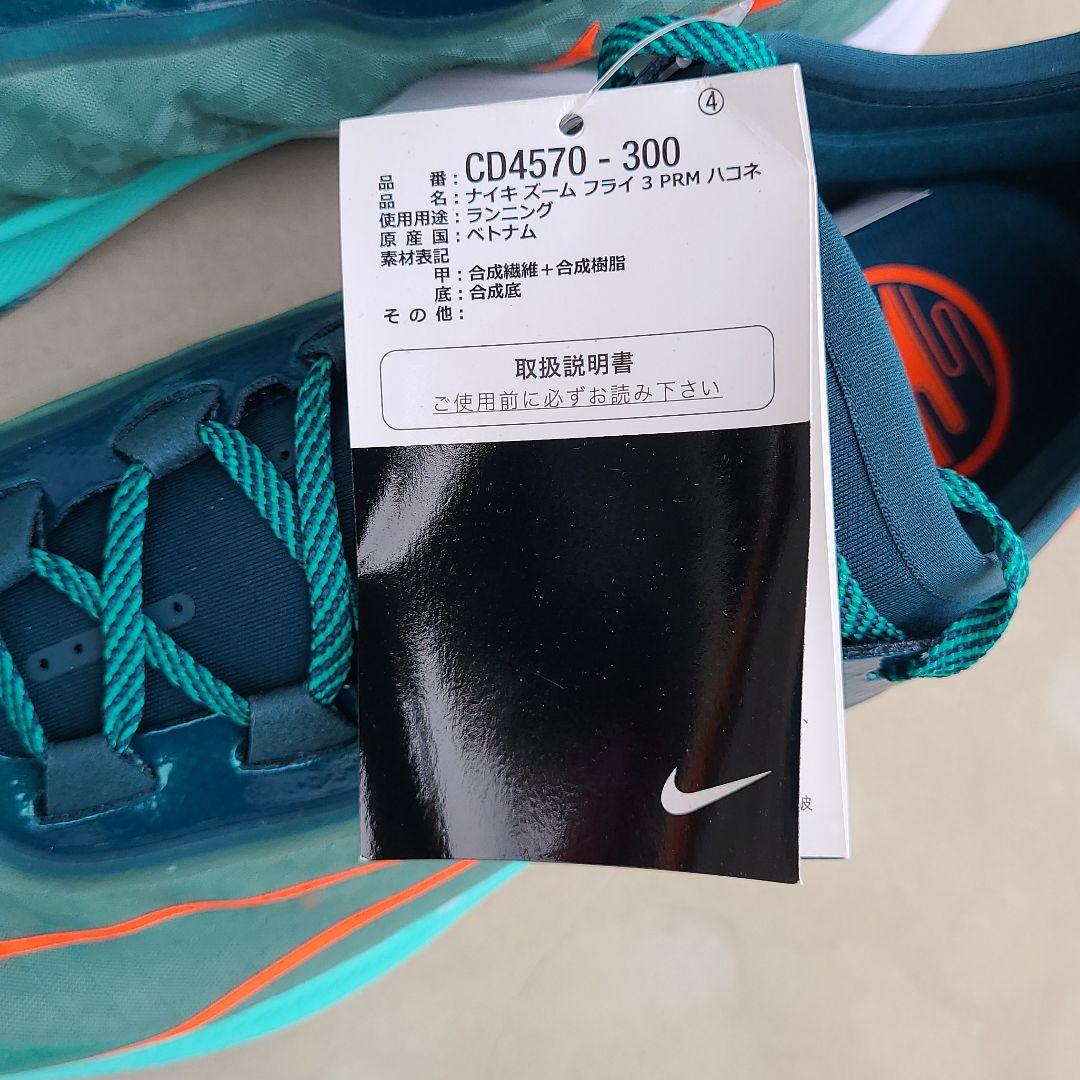 ④
品 番：CD4570 - 300
品 名：ナイキ ズーム フライ 3 PRM ハコネ
使用用途：ランニング
原 産 国：ベトナム
素材表記
甲：合成繊維＋合成樹脂
底：合成底
そ の 他：
取扱説明書
ご使用前に必ずお読み下さい